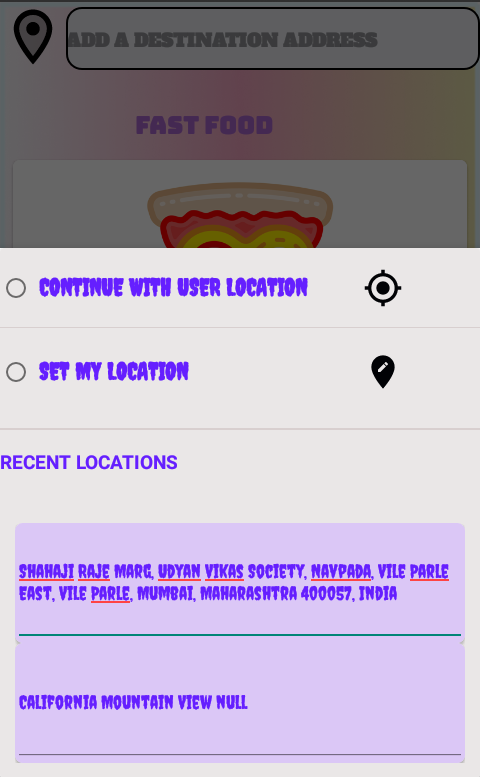 ADD A DESTINATION ADDRESS
FAST FOOD
CONTINUE WITH USER LOCATION
SET MY LOCATION
RECENT LOCATIONS
SHAHAJI RAJE MARG, UDYAN VIKAS SOCIETY, NAVPADA, VILE PARLE
EAST, VILE PARLE, MUMBAI, MAHARASHTRA 400057, INDIA
CALIFORNIA MOUNTAIN VIEW NULL